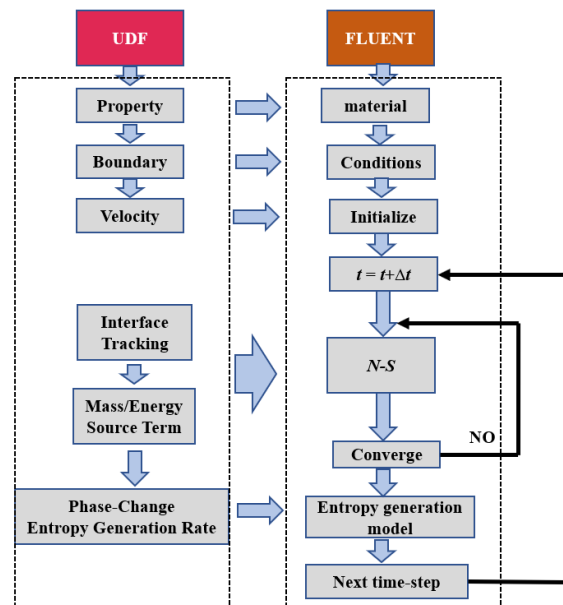 UDF
FLUENT
Property
material
Boundary
Conditions
Velocity
Initialize
t = t+Δt
Interface
Tracking
N-S
Mass/Energy
Source Term
NO
Converge
Phase-Change
Entropy Generation Rate
Entropy generation
model
Next time-step